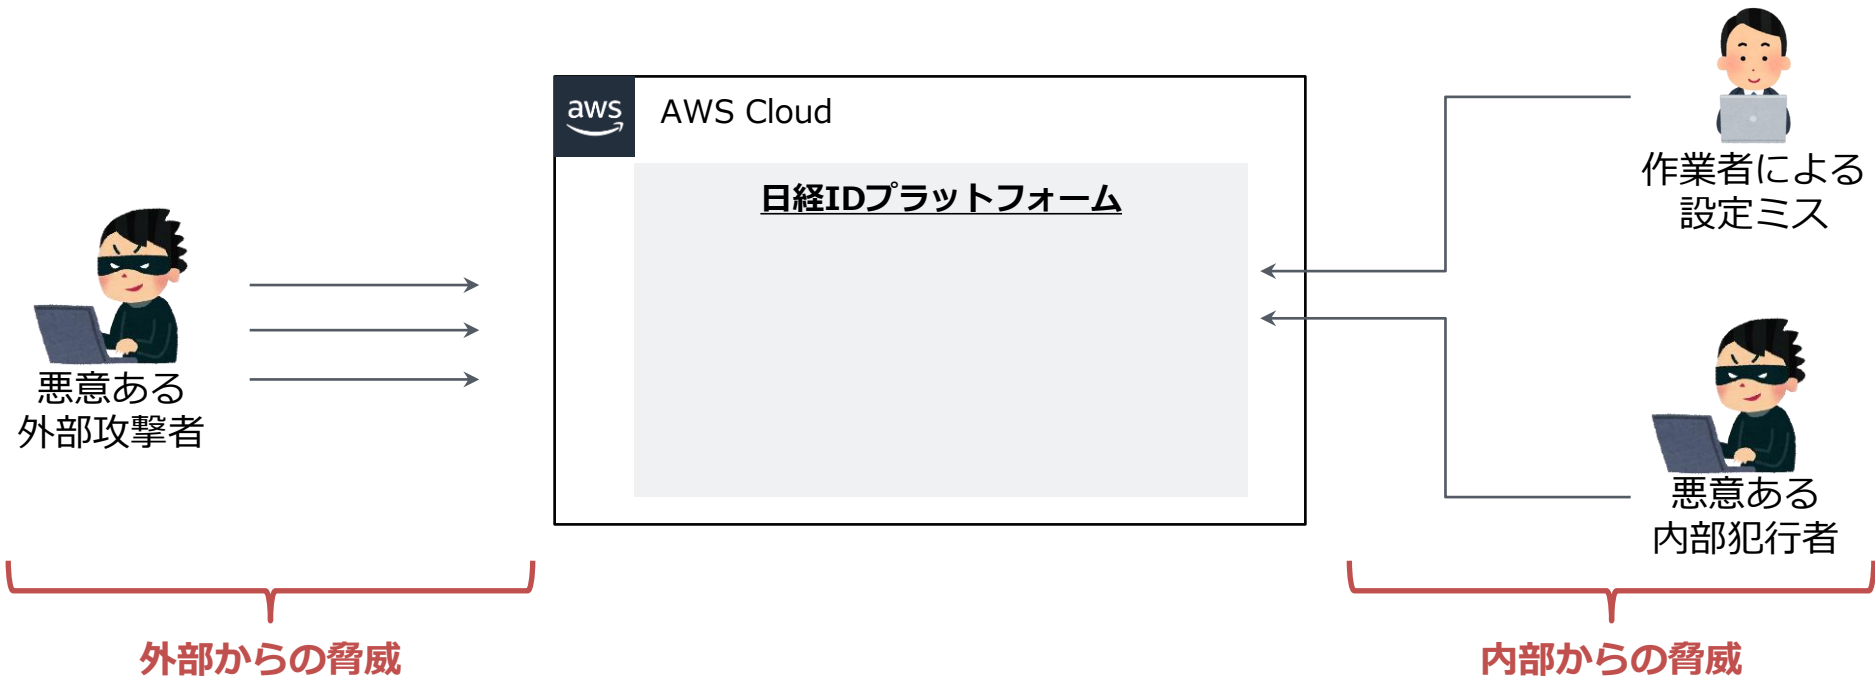 aws
AWS Cloud
日経IDプラットフォーム
悪意ある
外部攻撃者
作業者による
設定ミス
悪意ある
内部犯行者
外部からの脅威
内部からの脅威